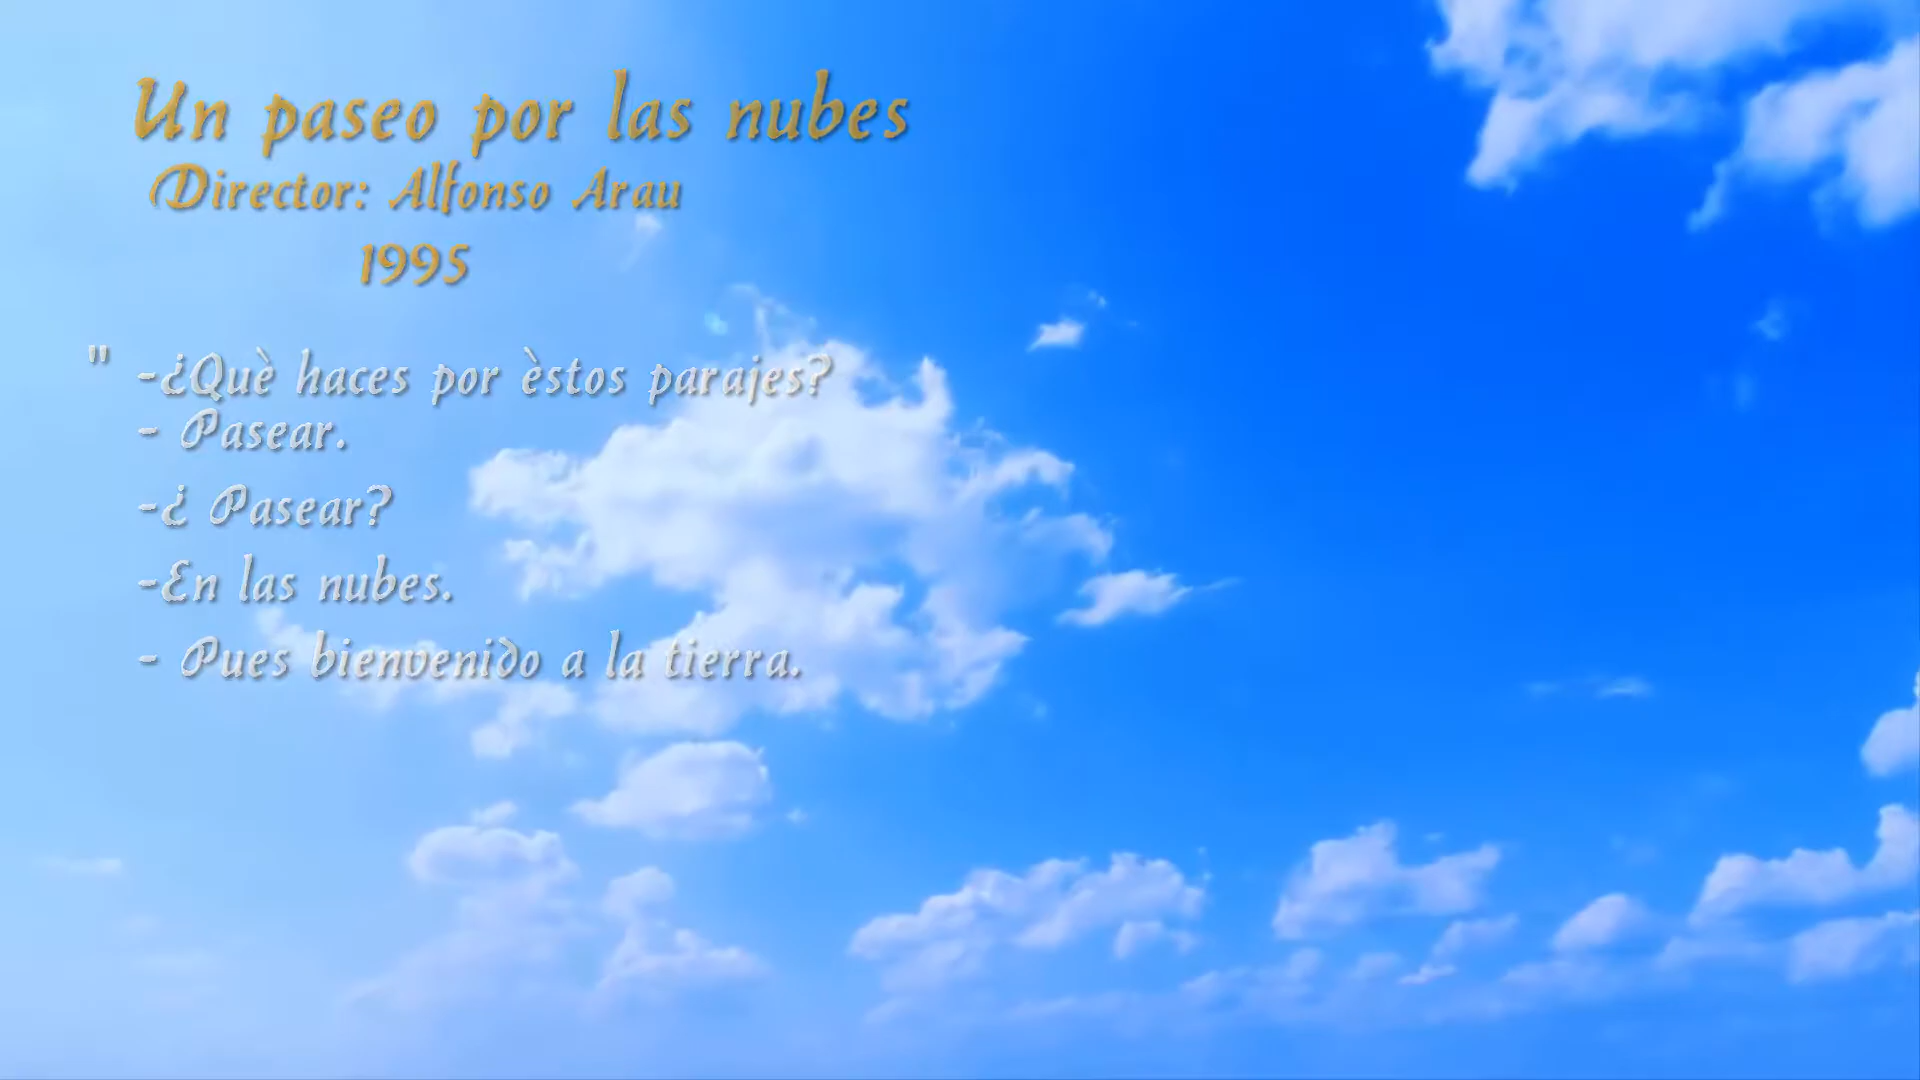 Un paseo por las nubes
Director: Alfonso Arau
1995
" -¿Què haces por èstos parajes?
- Pasear.
-¿ Pasear?
-En las nubes.
- Pues bienvenido a la tierra.